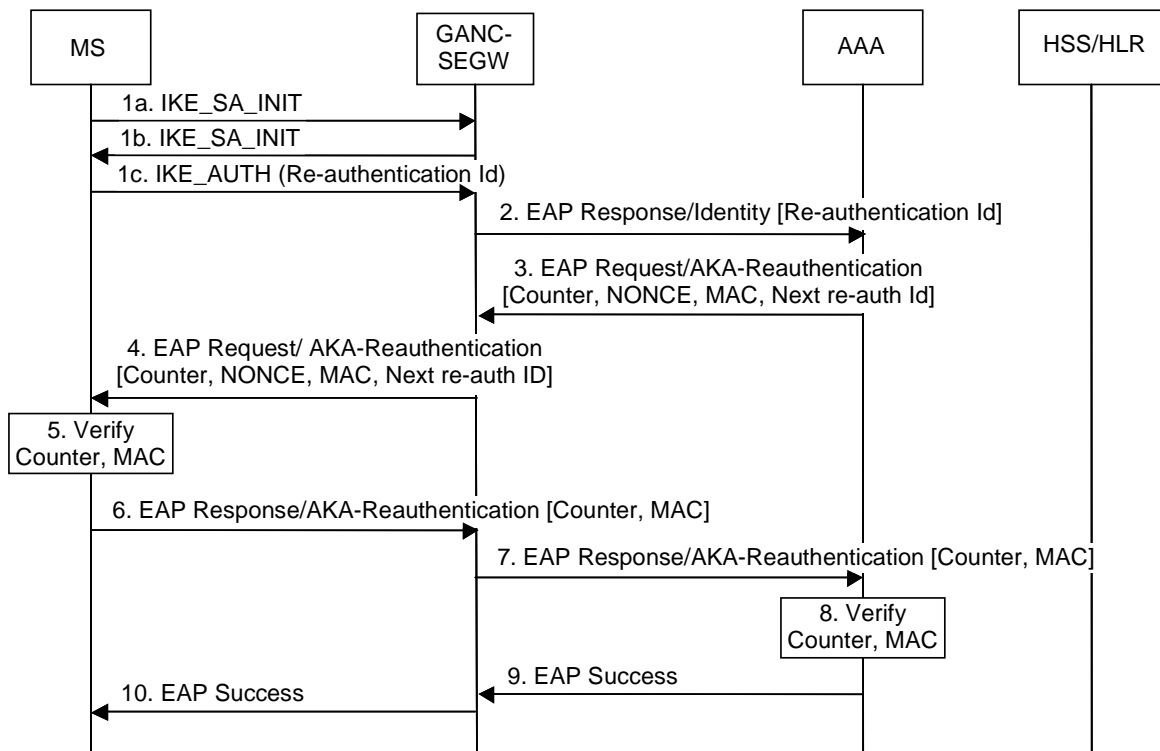 MS
GANC-
SEGW
AAA
HSS/HLR
1a. IKE_SA_INIT
1b. IKE_SA_INIT
1c. IKE_AUTH (Re-authentication Id)
2. EAP Response/Identity [Re-authentication Id]
3. EAP Request/AKA-Reauthentication
[Counter, NONCE, MAC, Next re-auth Id]
4. EAP Request/ AKA-Reauthentication
[Counter, NONCE, MAC, Next re-auth ID]
5. Verify
Counter, MAC
6. EAP Response/AKA-Reauthentication [Counter, MAC]
7. EAP Response/AKA-Reauthentication [Counter, MAC]
8. Verify
Counter, MAC
9. EAP Success
10. EAP Success